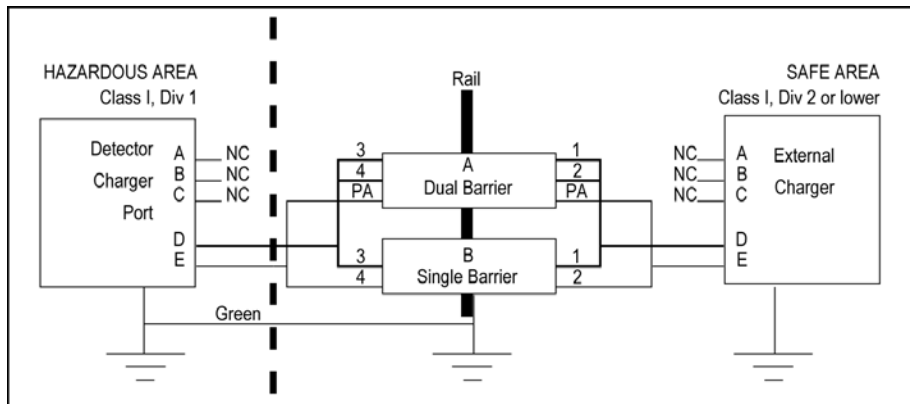 HAZARDOUS AREA
Class I, Div 1
Rail
SAFE AREA
Class I, Div 2 or lower
Detector
Charger
Port
A
B
C
D
E
NC
NC
NC
3
4
PA
A
Dual Barrier
1
2
PA
3
4
B
Single Barrier
1
2
NC
NC
NC
A
B
C
D
E
External
Charger
Green